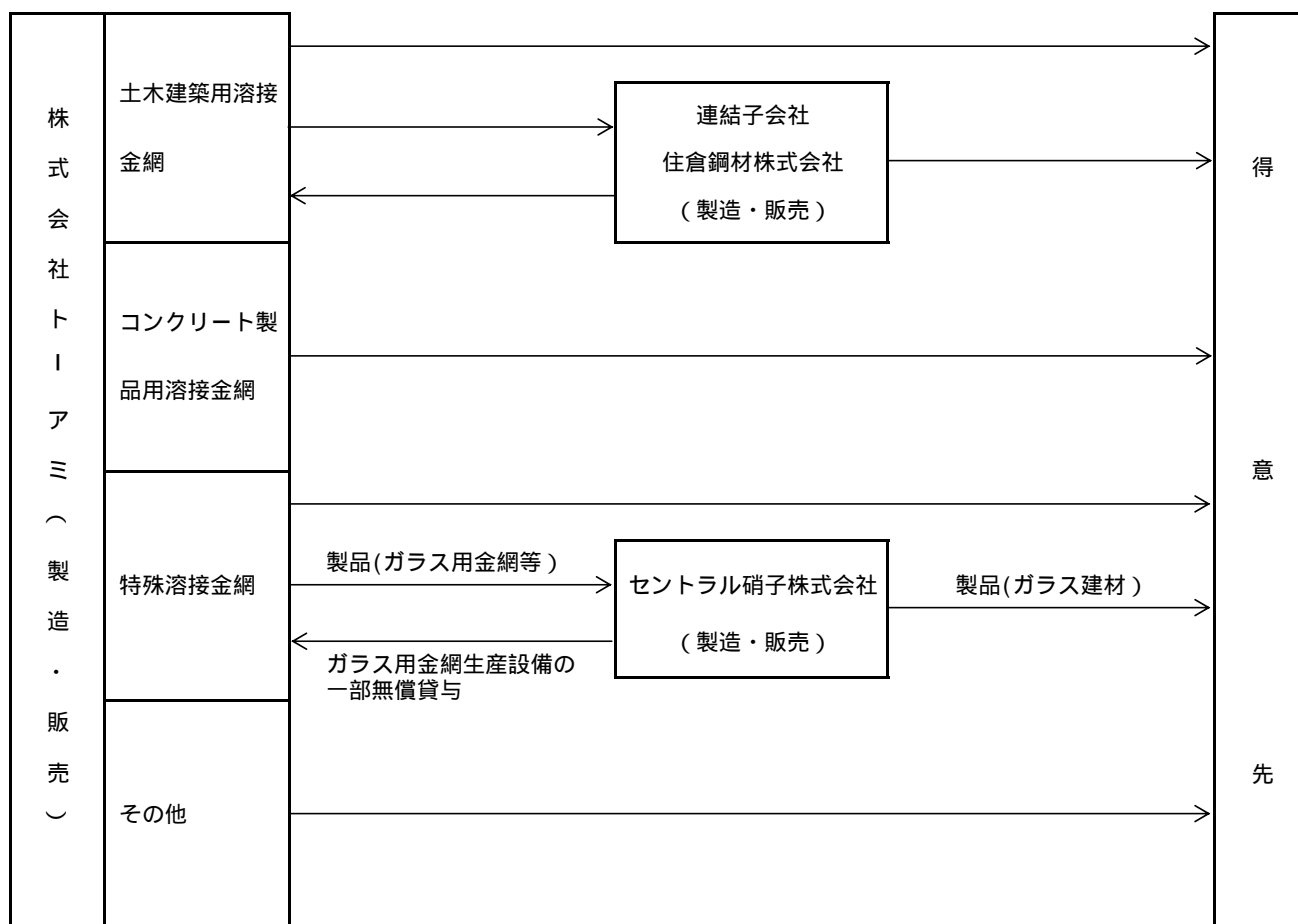 株式会社トーアミ（製造・販売）
土木建築用溶接
金網
連結子会社
住倉鋼材株式会社
（製造・販売）
コンクリート製
品用溶接金網
特殊溶接金網
製品(ガラス用金網等）
セントラル硝子株式会社
（製造・販売）
製品(ガラス建材）
ガラス用金網生産設備の
一部無償貸与
その他
得意先